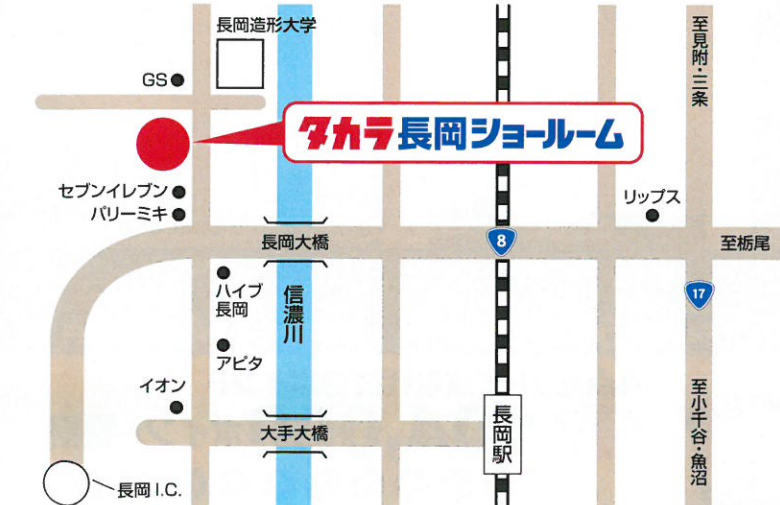 長岡造形大学
至見附・三条
GS
タカラ長岡ショールーム
セブンイレブン
パリーミキ
リップス
長岡大橋
8
至栃尾
ハイブ
長岡
信濃川
17
アピタ
イオン
至小千谷・魚沼
大手大橋
長岡駅
長岡 I.C.